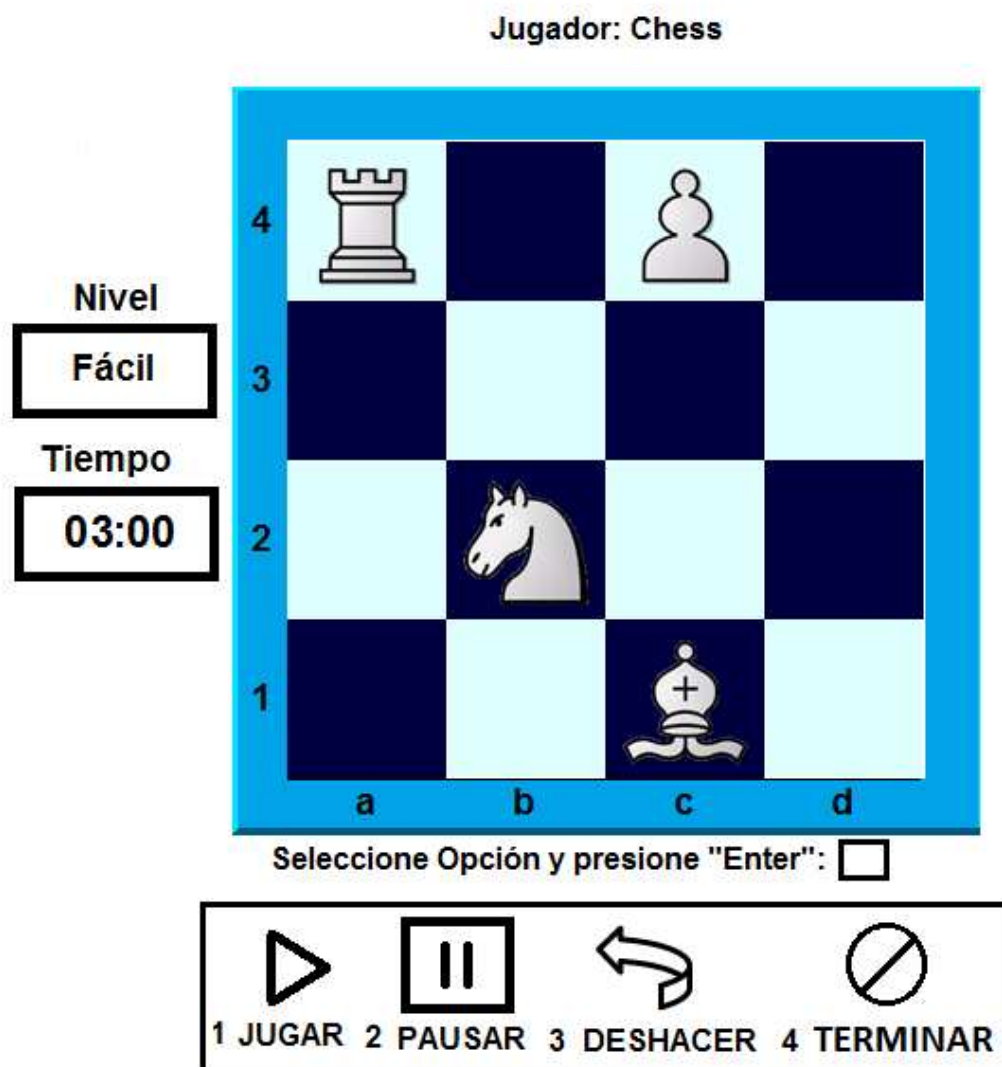 Jugador: Chess
4
Nivel
Fácil
3
Tiempo
03:00
2
1
a b c d
Seleccione Opción y presione "Enter":
1 JUGAR 2 PAUSAR 3 DESHACER 4 TERMINAR